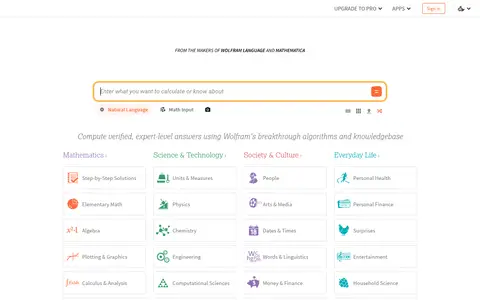 UPGRADE TO PRO
APPS
Sign in
FROM THE MAKERS OF WOLFRAM LANGUAGE AND MATHEMATICA
Enter what you want to calculate or know about
Natural Language
Math Input
Compute verified, expert-level answers using Wolfram's breakthrough algorithms and knowledgebase
Mathematics › Science & Technology › Society & Culture › Everyday Life ›
Step-by-Step Solutions Units & Measures People Personal Health
Elementary Math Physics Arts & Media Personal Finance
Algebra Chemistry Dates & Times Surprises
Plotting & Graphics Engineering Words & Linguistics Entertainment
Calculus & Analysis Computational Sciences Money & Finance Household Science